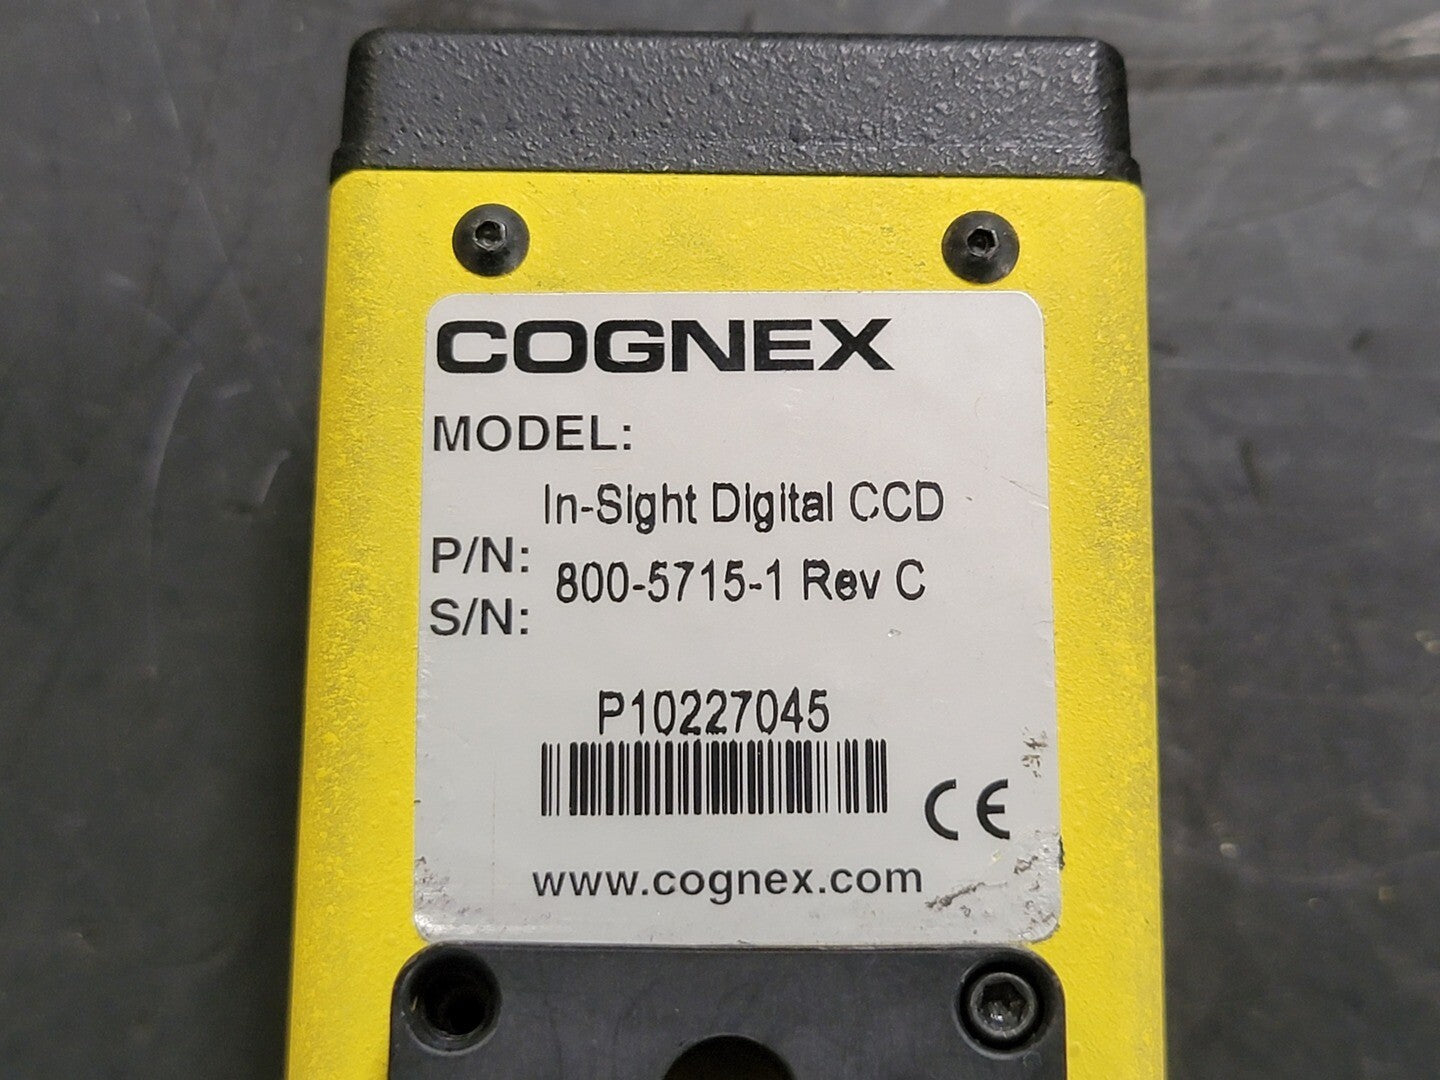 COGNEX
MODEL:
In-Sight Digital CCD
P/N: 800-5715-1 Rev C
S/N:
P10227045
CE
www.cognex.com